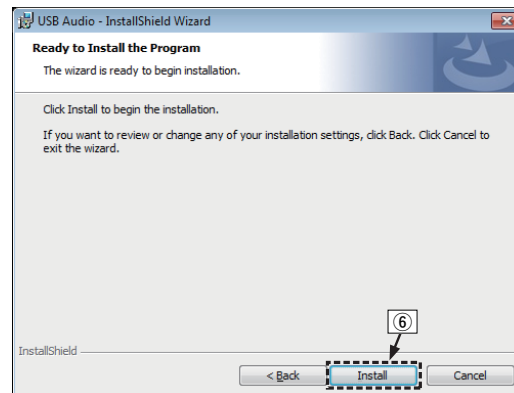 USB Audio - InstallShield Wizard
Ready to Install the Program
The wizard is ready to begin installation.
Click Install to begin the installation.
If you want to review or change any of your installation settings, click Back. Click Cancel to
exit the wizard.
⑥
InstallShield
< Back Install Cancel